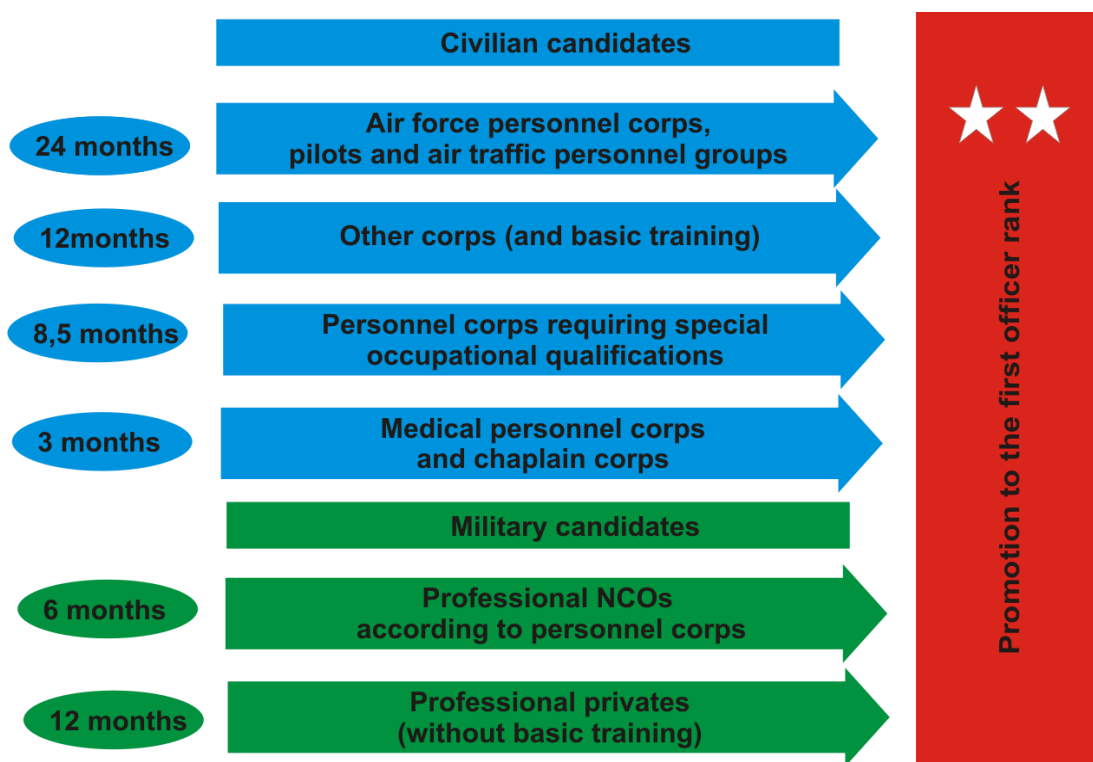 Civilian candidates
24 months
Air force personnel corps,
pilots and air traffic personnel groups
12months
Other corps (and basic training)
8,5 months
Personnel corps requiring special
occupational qualifications
3 months
Medical personnel corps
and chaplain corps
Military candidates
6 months
Professional NCOs
according to personnel corps
12 months
Professional privates
(without basic training)
Promotion to the first officer rank